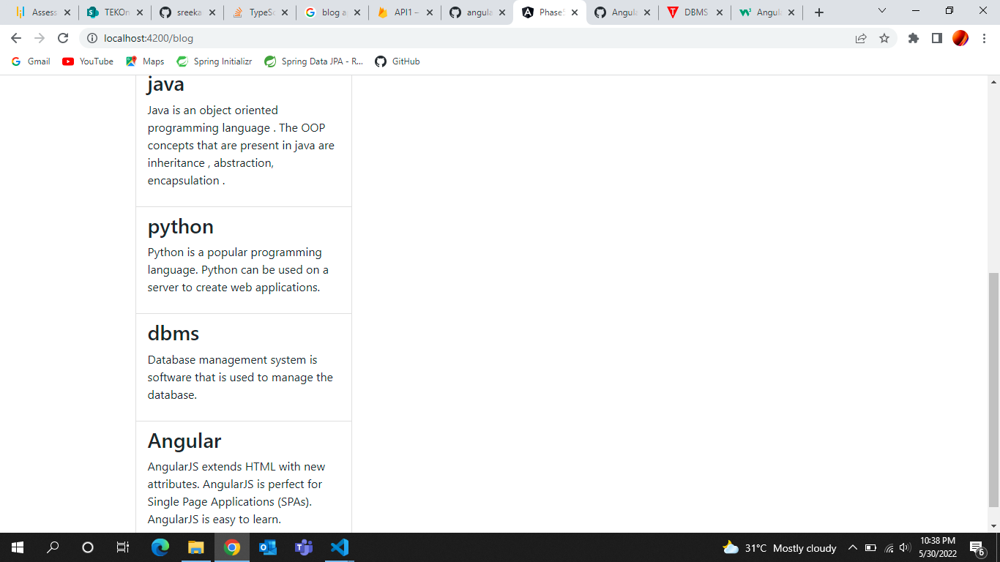 Assess
TEKOn
sreeka
TypeSc
blog a
API1 –
angula
Phase5
Angula
DBMS
Angula
localhost:4200/blog
Gmail
YouTube
Maps
Spring Initializr
Spring Data JPA - R...
GitHub
java
Java is an object oriented
programming language . The OOP
concepts that are present in java are
inheritance , abstraction,
encapsulation .
python
Python is a popular programming
language. Python can be used on a
server to create web applications.
dbms
Database management system is
software that is used to manage the
database.
Angular
AngularJS extends HTML with new
attributes. AngularJS is perfect for
Single Page Applications (SPAs).
AngularJS is easy to learn.
31°C Mostly cloudy
10:38 PM
5/30/2022
6